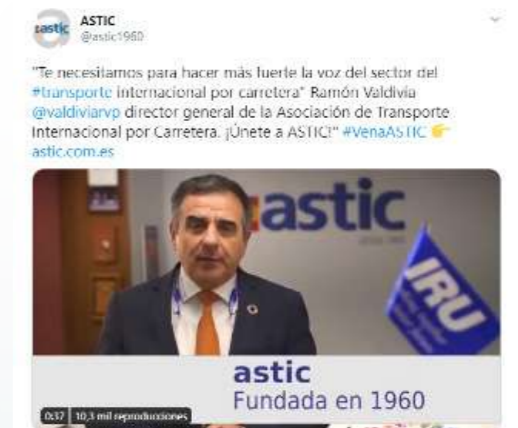 astic
ASTIC
@astic1960
"Te necesitamos para hacer más fuerte la voz del sector del
#transporte internacional por carretera" Ramón Valdivia
@valdiviarvp director general de la Asociación de Transporte
Internacional por Carretera. ¡Únete a ASTIC!" #VenaASTIC 👉
astic.com.es
astic
IRU
astic
Fundada en 1960
0:37 10,3 mil reproducciones